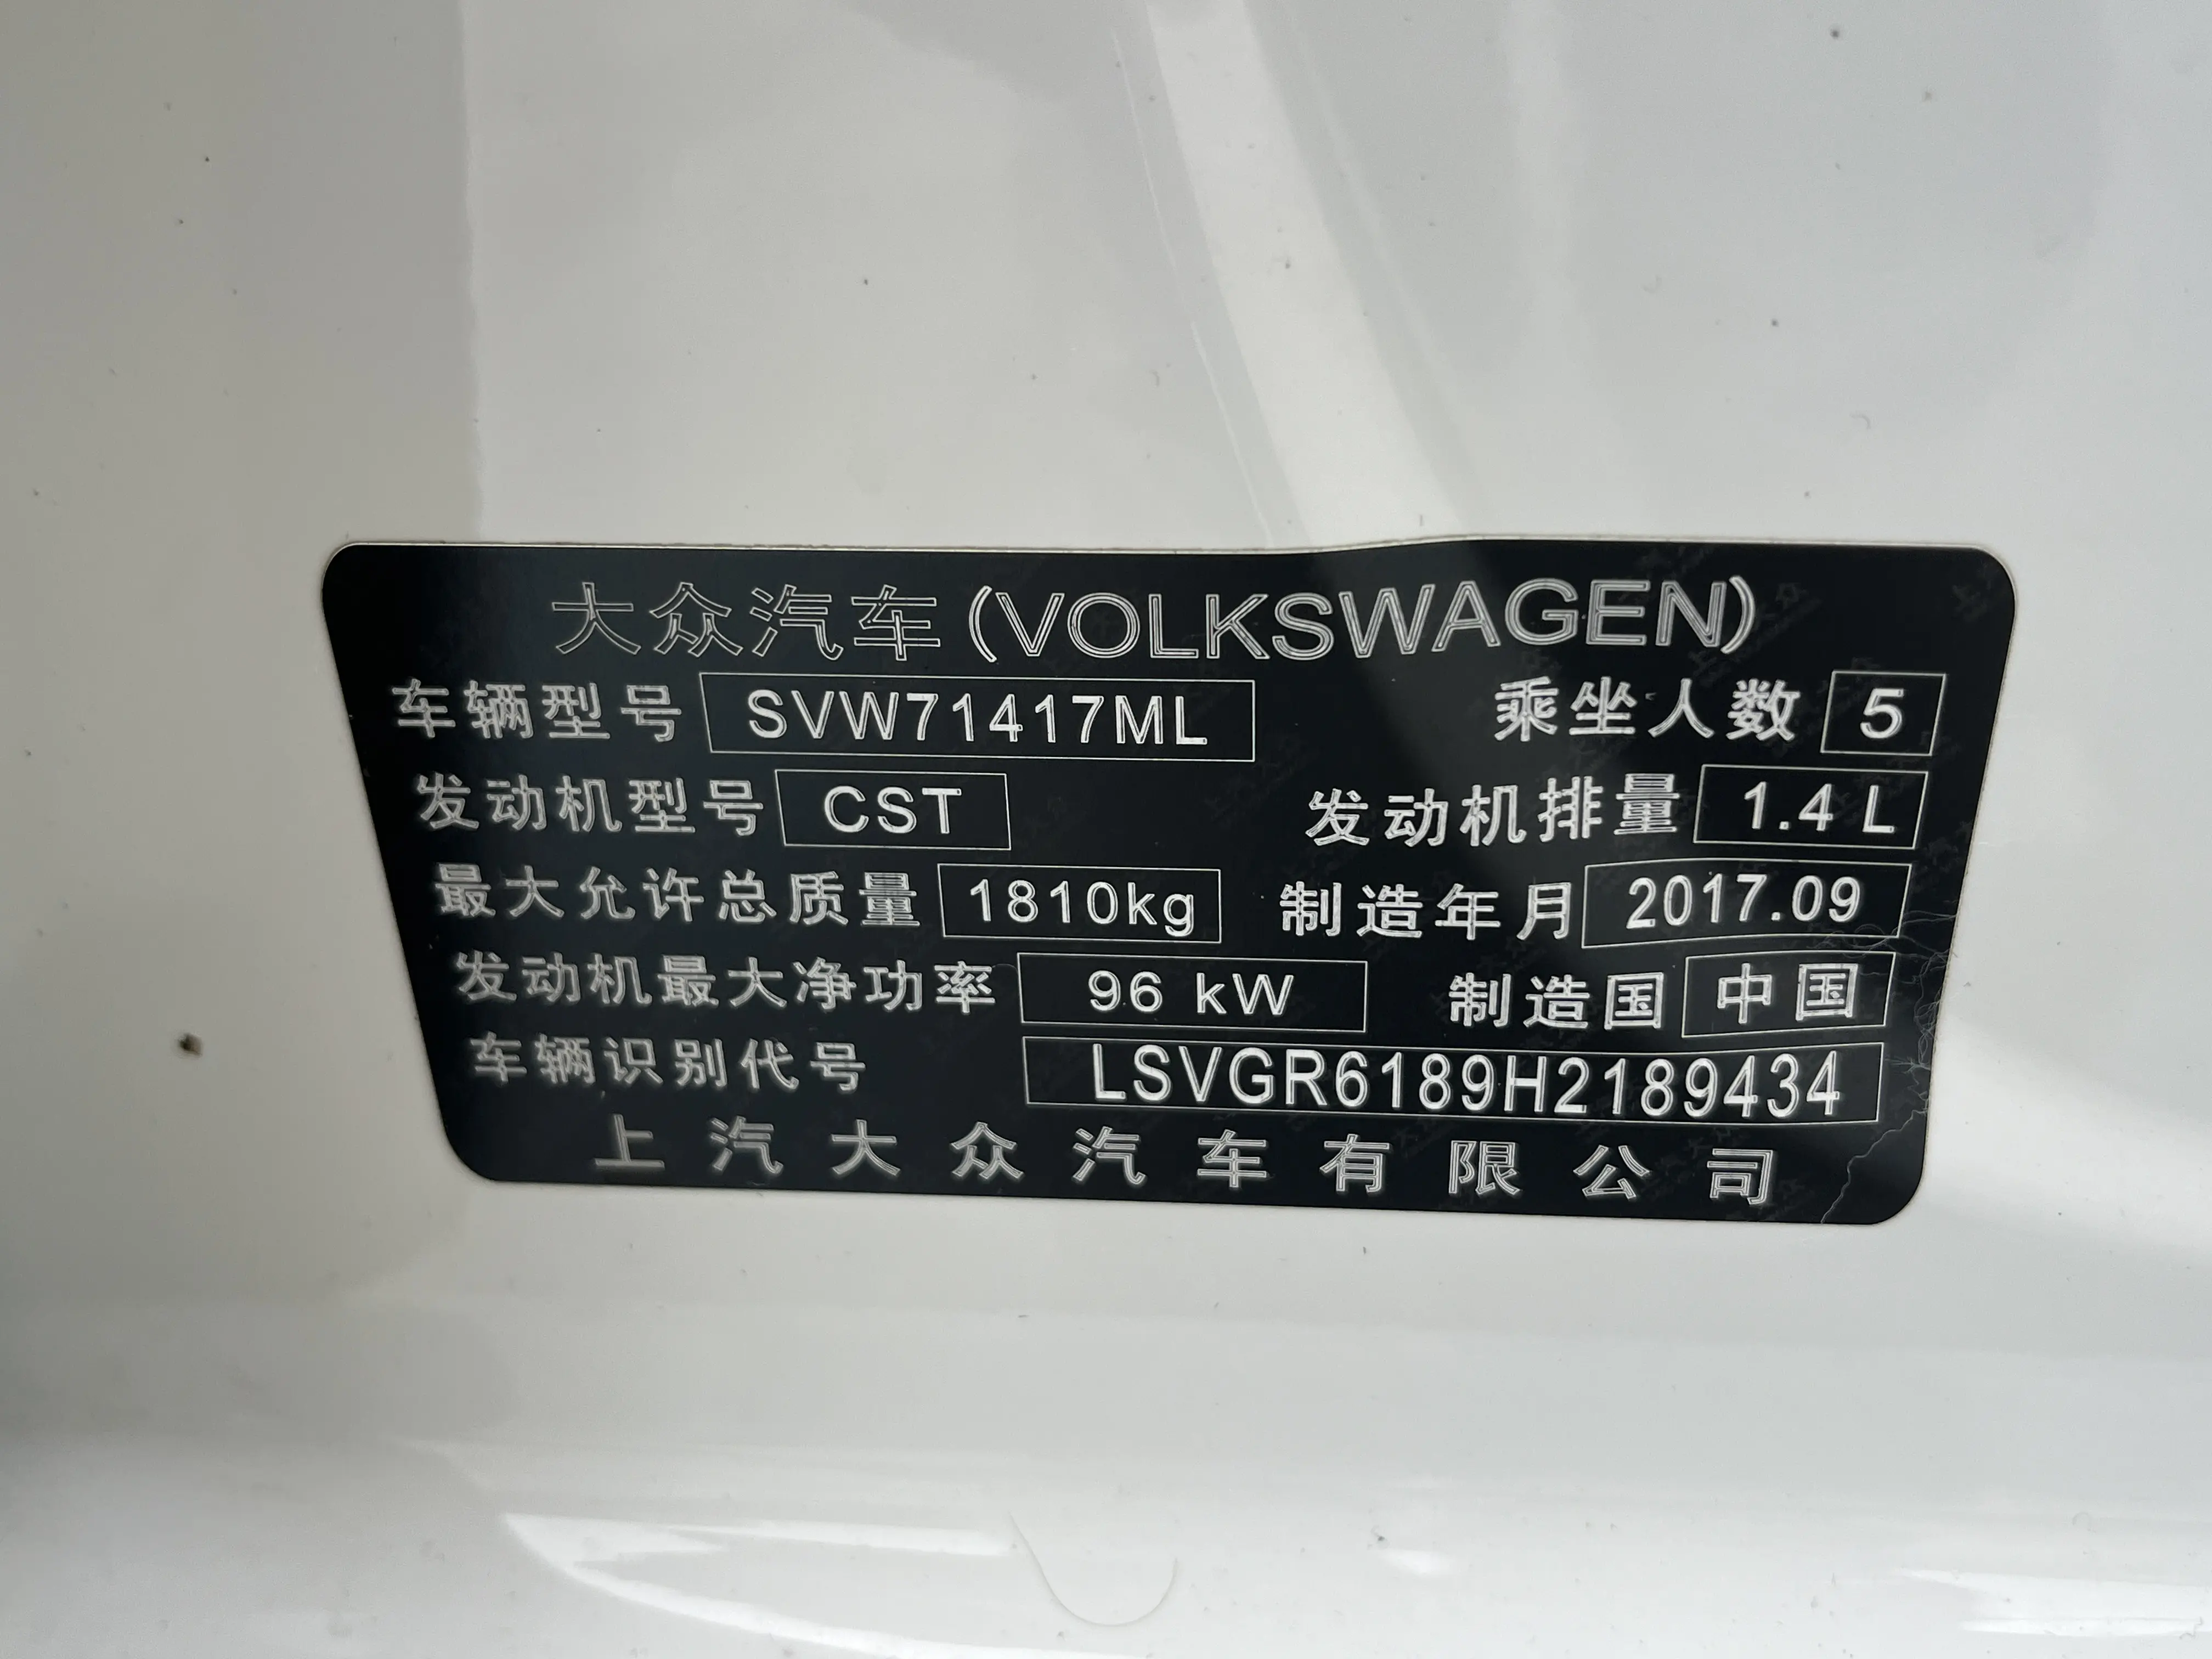 大众汽车(VOLKSWAGEN)
车辆型号 SVW71417ML 乘坐人数 5
发动机型号 CST 发动机排量 1.4 L
最大允许总质量 1810kg 制造年月 2017.09
发动机最大净功率 96 kW 制造国 中国
车辆识别代号 LSVGR6189H2189434
上汽大众汽车有限公司